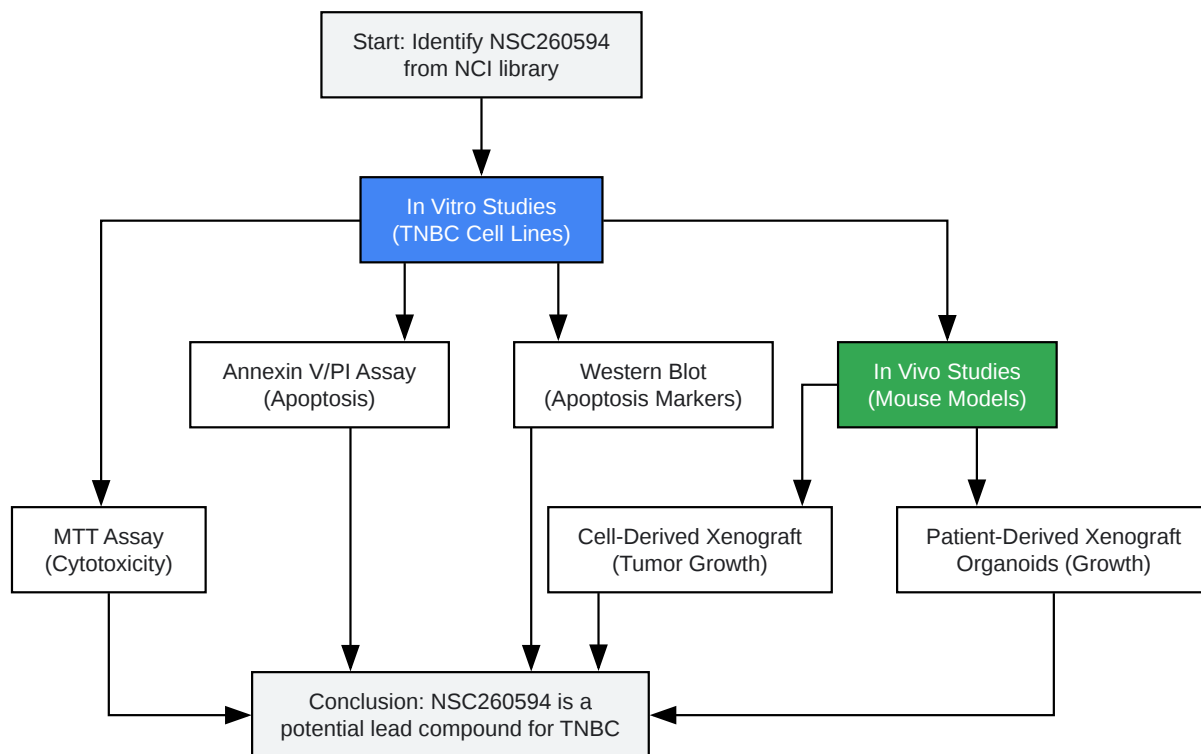 Start: Identify NSC260594
from NCI library
In Vitro Studies
(TNBC Cell Lines)
Annexin V/PI Assay
(Apoptosis)
Western Blot
(Apoptosis Markers)
In Vivo Studies
(Mouse Models)
MTT Assay
(Cytotoxicity)
Cell-Derived Xenograft
(Tumor Growth)
Patient-Derived Xenograft
Organoids (Growth)
Conclusion: NSC260594 is a
potential lead compound for TNBC